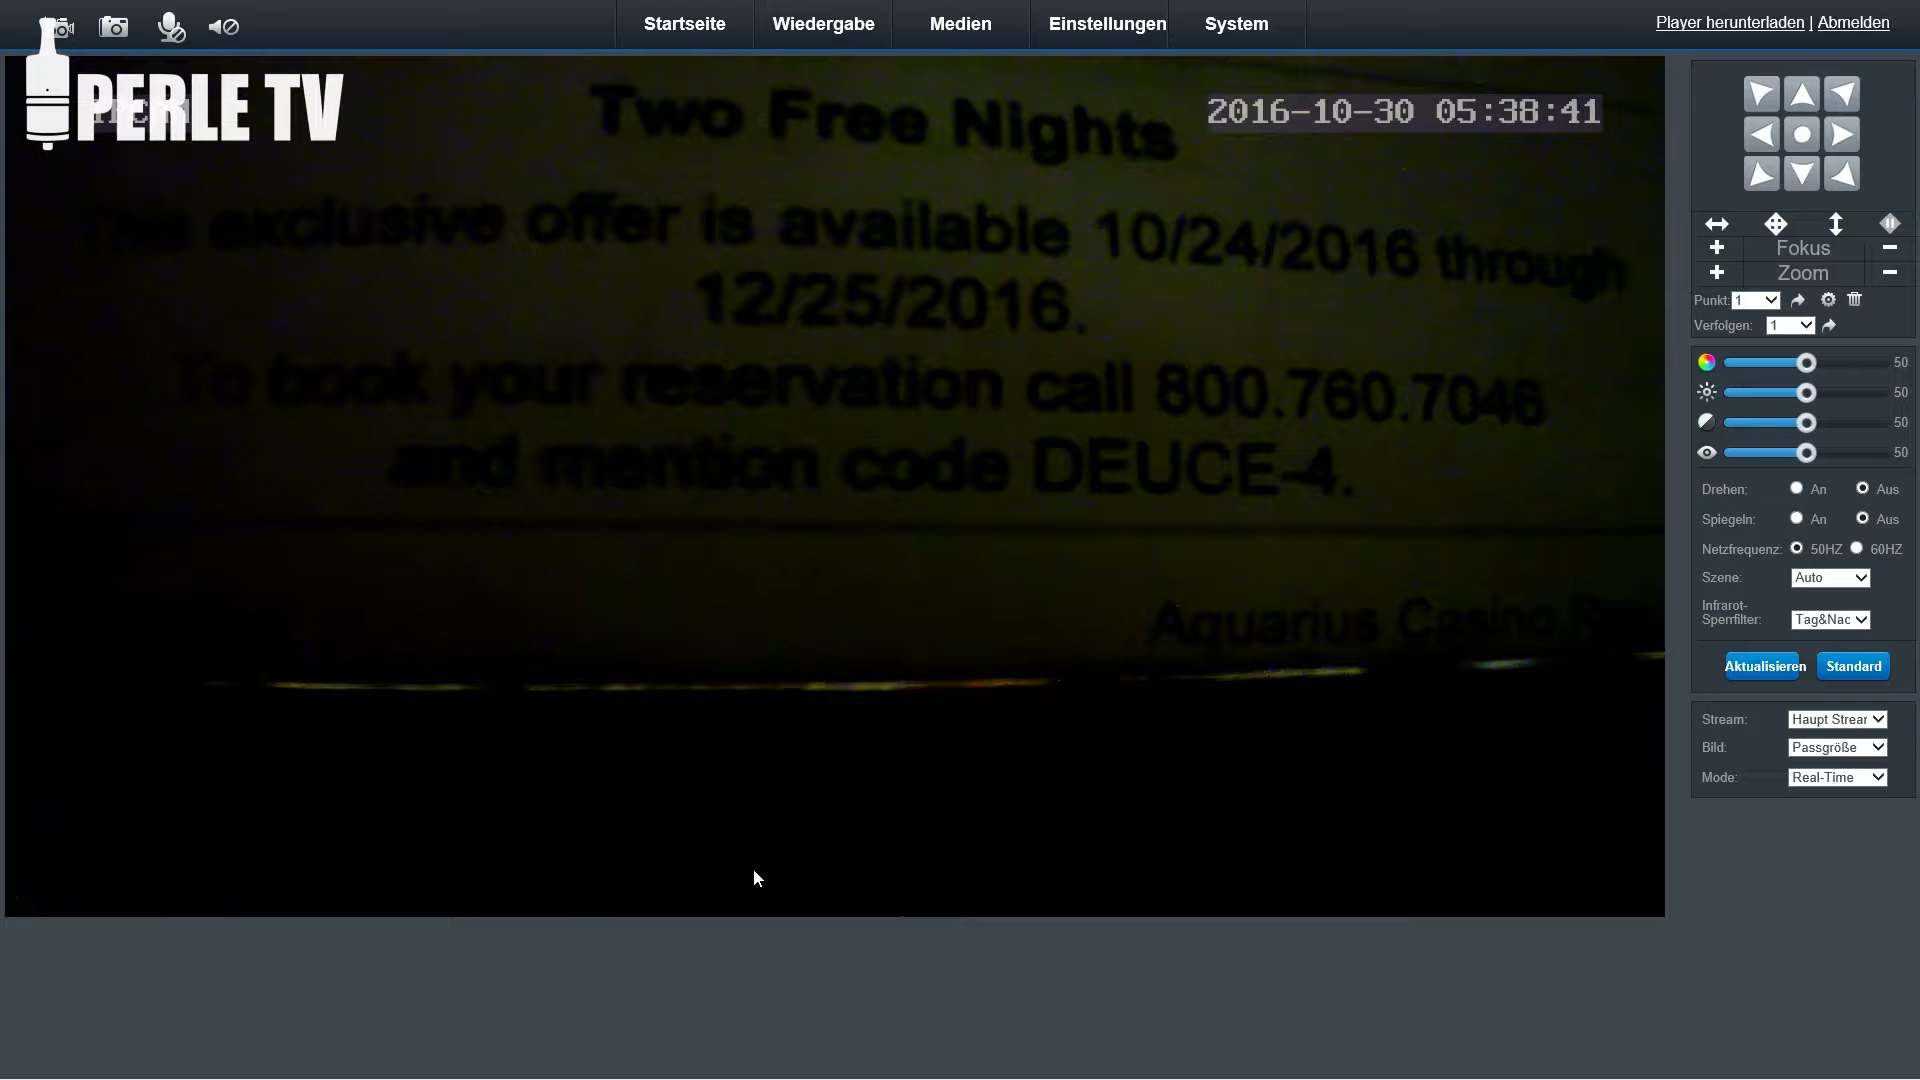 Startseite Wiedergabe Medien Einstellungen System Player herunterladen | Abmelden
PERLE TV
2016-10-30 05:38:41
Two Free Nights
This exclusive offer is available 10/24/2016 through
12/25/2016.
To book your reservation call 800.760.7046
and mention code DEUCE-4.
Aquarius Casino
Fokus
Zoom
Punkt: 1
Verfolgen: 1
50
50
50
50
Drehen: An Aus
Spiegeln: An Aus
Netzfrequenz: 50HZ 60HZ
Szene: Auto
Infrarot-
Sperrfilter: Tag&Nac
Aktualisieren Standard
Stream: Haupt Strear
Bild: Passgröße
Mode: Real-Time